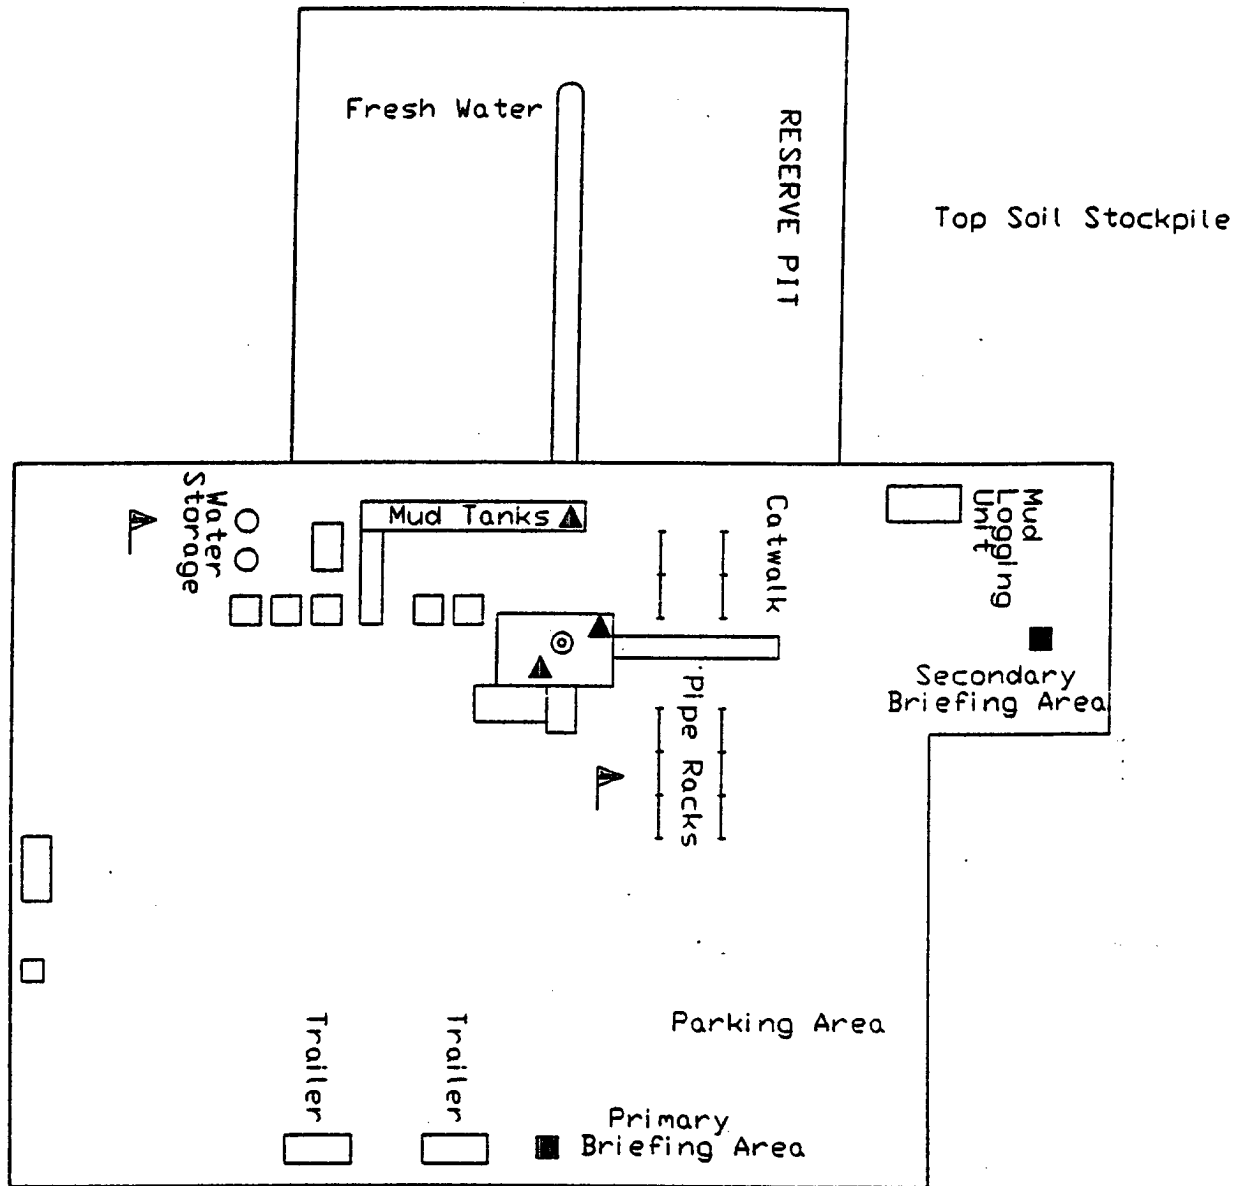 Fresh Water
RESERVE PIT
Top Soil Stockpile
Water
Storage
Mud Tanks
Catwalk
Mud
Logging
Unit
Secondary
Briefing Area
Pipe Racks
Parking Area
Trailer
Trailer
Primary
Briefing Area